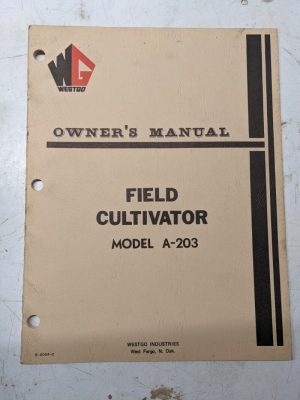 WG
WESTGO
OWNER'S MANUAL
FIELD
CULTIVATOR
MODEL A-203
WESTGO INDUSTRIES
West Fargo, N. Dak.